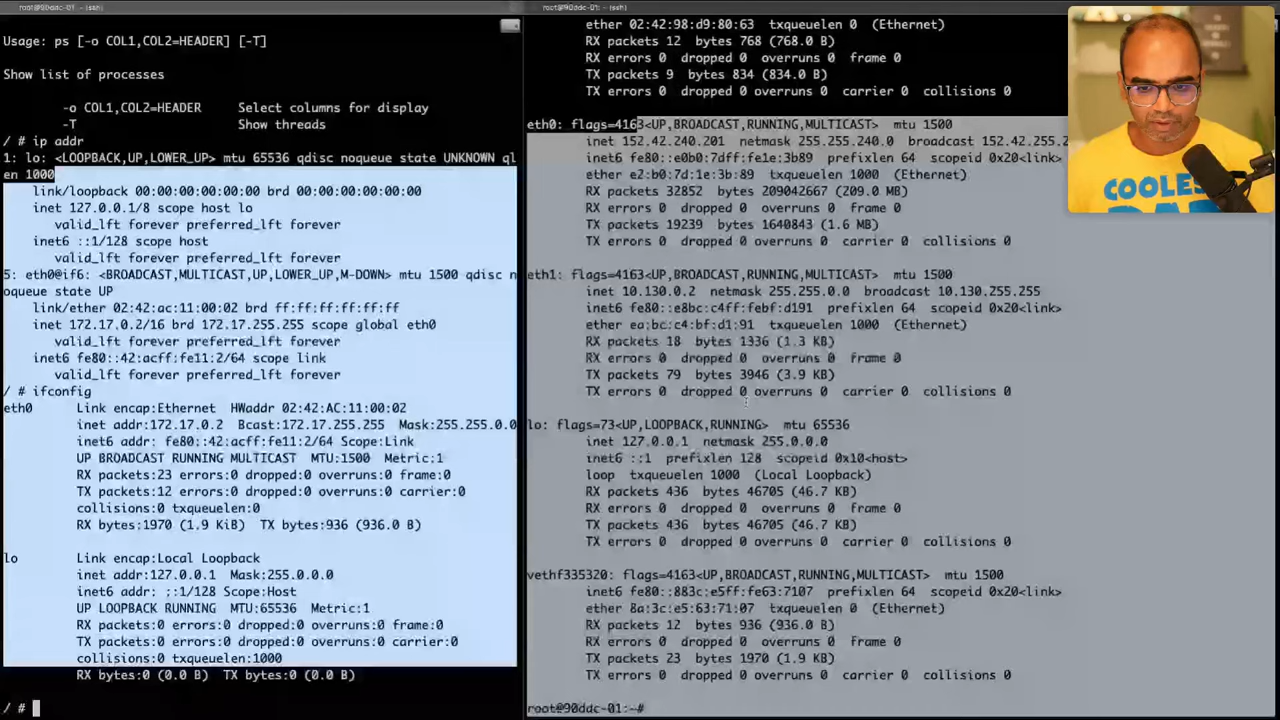 root@90ddc-01: ~ (ssh)
Usage: ps [-o COL1,COL2=HEADER] [-T]
Show list of processes
-o COL1,COL2=HEADER Select columns for display
-T Show threads
/ # ip addr
1: lo: <LOOPBACK,UP,LOWER_UP> mtu 65536 qdisc noqueue state UNKNOWN ql
en 1000
link/loopback 00:00:00:00:00:00 brd 00:00:00:00:00:00
inet 127.0.0.1/8 scope host lo
valid_lft forever preferred_lft forever
inet6 ::1/128 scope host
valid_lft forever preferred_lft forever
5: eth0@if6: <BROADCAST,MULTICAST,UP,LOWER_UP,M-DOWN> mtu 1500 qdisc n
oqueue state UP
link/ether 02:42:ac:11:00:02 brd ff:ff:ff:ff:ff:ff
inet 172.17.0.2/16 brd 172.17.255.255 scope global eth0
valid_lft forever preferred_lft forever
inet6 fe80::42:acff:fe11:2/64 scope link
valid_lft forever preferred_lft forever
/ # ifconfig
eth0 Link encap:Ethernet HWaddr 02:42:AC:11:00:02
inet addr:172.17.0.2 Bcast:172.17.255.255 Mask:255.255.0.0
inet6 addr: fe80::42:acff:fe11:2/64 Scope:Link
UP BROADCAST RUNNING MULTICAST MTU:1500 Metric:1
RX packets:23 errors:0 dropped:0 overruns:0 frame:0
TX packets:12 errors:0 dropped:0 overruns:0 carrier:0
collisions:0 txqueuelen:0
RX bytes:1970 (1.9 KiB) TX bytes:936 (936.0 B)
lo Link encap:Local Loopback
inet addr:127.0.0.1 Mask:255.0.0.0
inet6 addr: ::1/128 Scope:Host
UP LOOPBACK RUNNING MTU:65536 Metric:1
RX packets:0 errors:0 dropped:0 overruns:0 frame:0
TX packets:0 errors:0 dropped:0 overruns:0 carrier:0
collisions:0 txqueuelen:1000
RX bytes:0 (0.0 B) TX bytes:0 (0.0 B)
/ #
root@90ddc-01: ~ (ssh)
ether 02:42:98:d9:80:63 txqueuelen 0 (Ethernet)
RX packets 12 bytes 768 (768.0 B)
RX errors 0 dropped 0 overruns 0 frame 0
TX packets 9 bytes 834 (834.0 B)
TX errors 0 dropped 0 overruns 0 carrier 0 collisions 0
eth0: flags=4163<UP,BROADCAST,RUNNING,MULTICAST> mtu 1500
inet 152.42.240.201 netmask 255.255.240.0 broadcast 152.42.255.2
inet6 fe80::e0b0:7dff:fe1e:3b89 prefixlen 64 scopeid 0x20<link>
ether e2:b0:7d:1e:3b:89 txqueuelen 1000 (Ethernet)
RX packets 32852 bytes 209042667 (209.0 MB)
RX errors 0 dropped 0 overruns 0 frame 0
TX packets 19239 bytes 1640843 (1.6 MB)
TX errors 0 dropped 0 overruns 0 carrier 0 collisions 0
eth1: flags=4163<UP,BROADCAST,RUNNING,MULTICAST> mtu 1500
inet 10.130.0.2 netmask 255.255.0.0 broadcast 10.130.255.255
inet6 fe80::e8bc:c4ff:febf:d191 prefixlen 64 scopeid 0x20<link>
ether ea:bc:c4:bf:d1:91 txqueuelen 1000 (Ethernet)
RX packets 18 bytes 1336 (1.3 KB)
RX errors 0 dropped 0 overruns 0 frame 0
TX packets 79 bytes 3946 (3.9 KB)
TX errors 0 dropped 0 overruns 0 carrier 0 collisions 0
lo: flags=73<UP,LOOPBACK,RUNNING> mtu 65536
inet 127.0.0.1 netmask 255.0.0.0
inet6 ::1 prefixlen 128 scopeid 0x10<host>
loop txqueuelen 1000 (Local Loopback)
RX packets 436 bytes 46705 (46.7 KB)
RX errors 0 dropped 0 overruns 0 frame 0
TX packets 436 bytes 46705 (46.7 KB)
TX errors 0 dropped 0 overruns 0 carrier 0 collisions 0
vethf335320: flags=4163<UP,BROADCAST,RUNNING,MULTICAST> mtu 1500
inet6 fe80::883c:e5ff:fe63:7107 prefixlen 64 scopeid 0x20<link>
ether 8a:3c:e5:63:71:07 txqueuelen 0 (Ethernet)
RX packets 12 bytes 936 (936.0 B)
RX errors 0 dropped 0 overruns 0 frame 0
TX packets 23 bytes 1970 (1.9 KB)
TX errors 0 dropped 0 overruns 0 carrier 0 collisions 0
root@90ddc-01:~#
COOLES